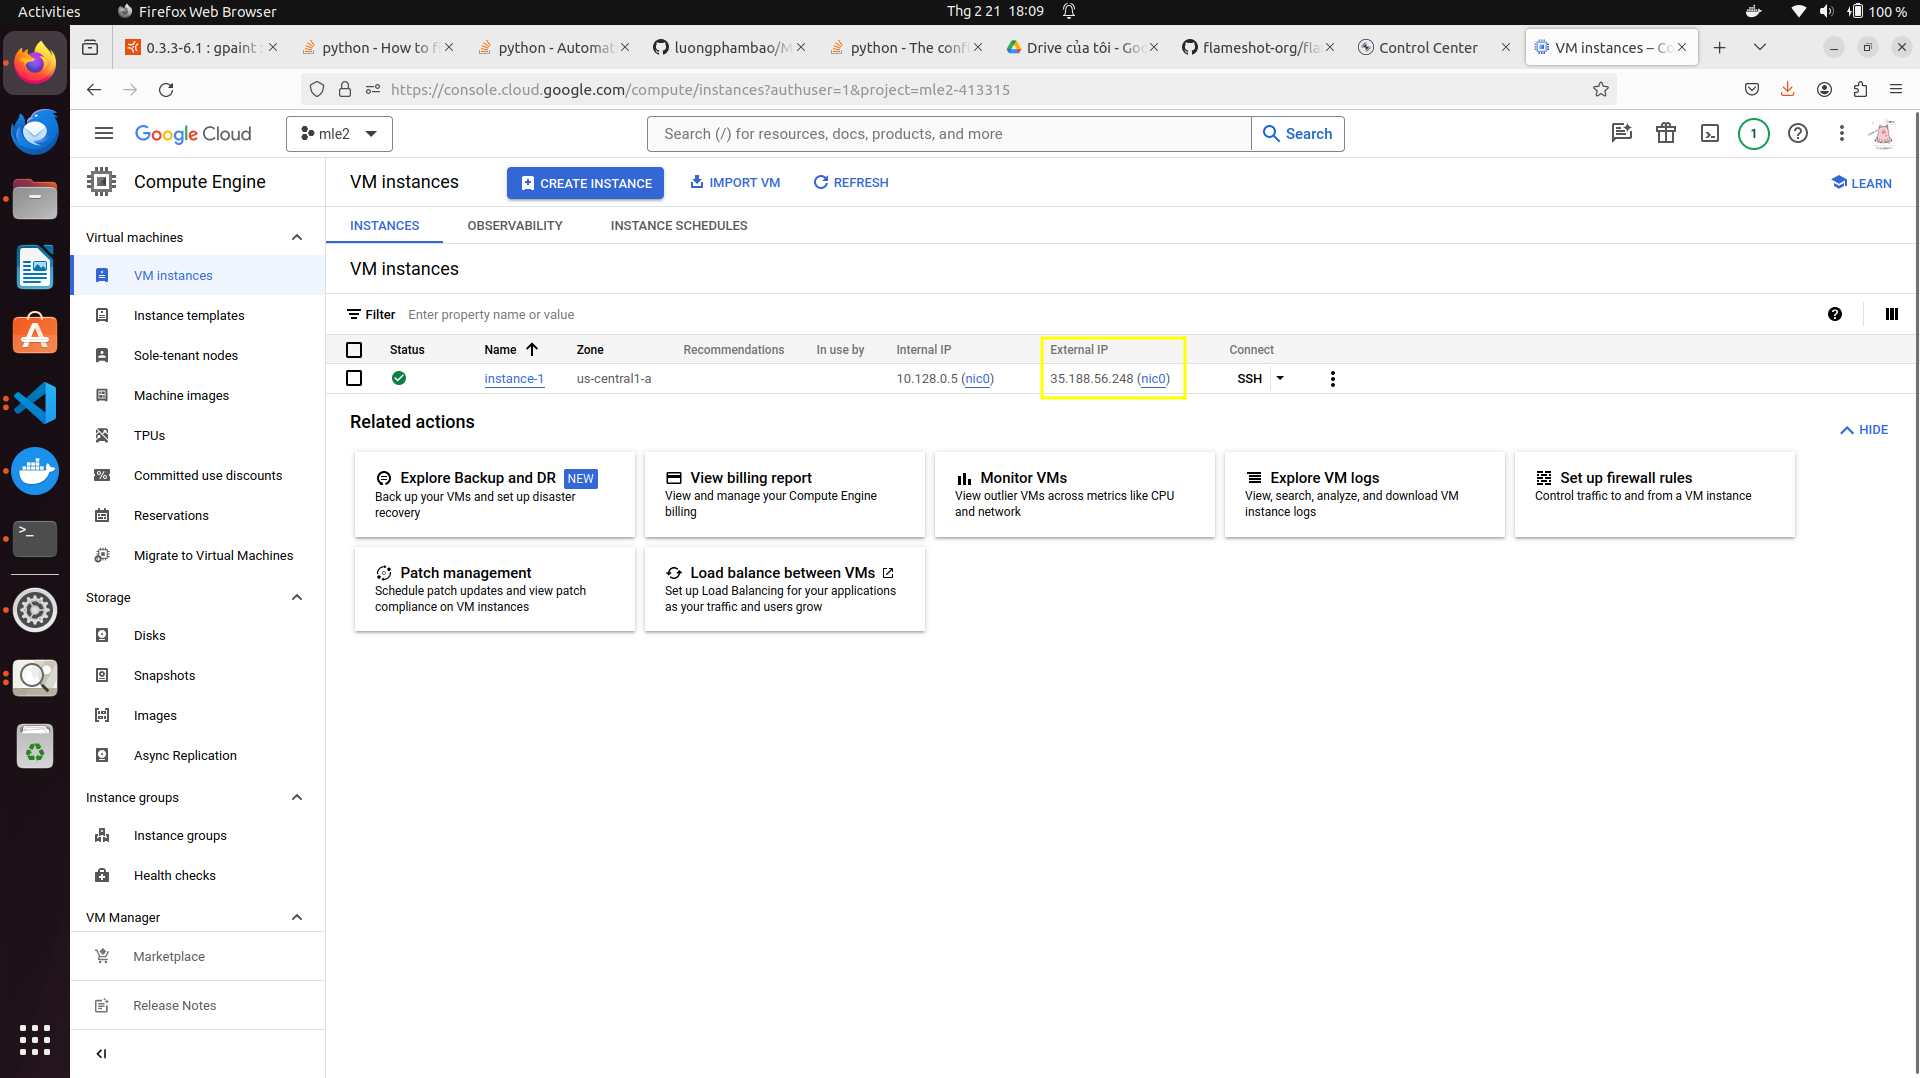 Activities Firefox Web Browser Thg 2 21 18:09 100 %
0.3.3-6.1 : gpaint python - How to python - Automat luongphambao/M python - The conf Drive của tôi - Goo flameshot-org/fla Control Center VM instances – Co
https://console.cloud.google.com/compute/instances?authuser=1&project=mle2-413315
Google Cloud mle2 Search (/) for resources, docs, products, and more Search 1
Compute Engine VM instances CREATE INSTANCE IMPORT VM REFRESH LEARN
INSTANCES OBSERVABILITY INSTANCE SCHEDULES
Virtual machines
VM instances
Instance templates
Sole-tenant nodes
Machine images
TPUs
Committed use discounts
Reservations
Migrate to Virtual Machines
Storage
Disks
Snapshots
Images
Async Replication
Instance groups
Instance groups
Health checks
VM Manager
Marketplace
Release Notes
VM instances
Filter Enter property name or value
Status Name Zone Recommendations In use by Internal IP External IP Connect
instance-1 us-central1-a 10.128.0.5 (nic0) 35.188.56.248 (nic0) SSH
Related actions
HIDE
Explore Backup and DR NEW
Back up your VMs and set up disaster
recovery
View billing report
View and manage your Compute Engine
billing
Monitor VMs
View outlier VMs across metrics like CPU
and network
Explore VM logs
View, search, analyze, and download VM
instance logs
Set up firewall rules
Control traffic to and from a VM instance
Patch management
Schedule patch updates and view patch
compliance on VM instances
Load balance between VMs
Set up Load Balancing for your applications
as your traffic and users grow